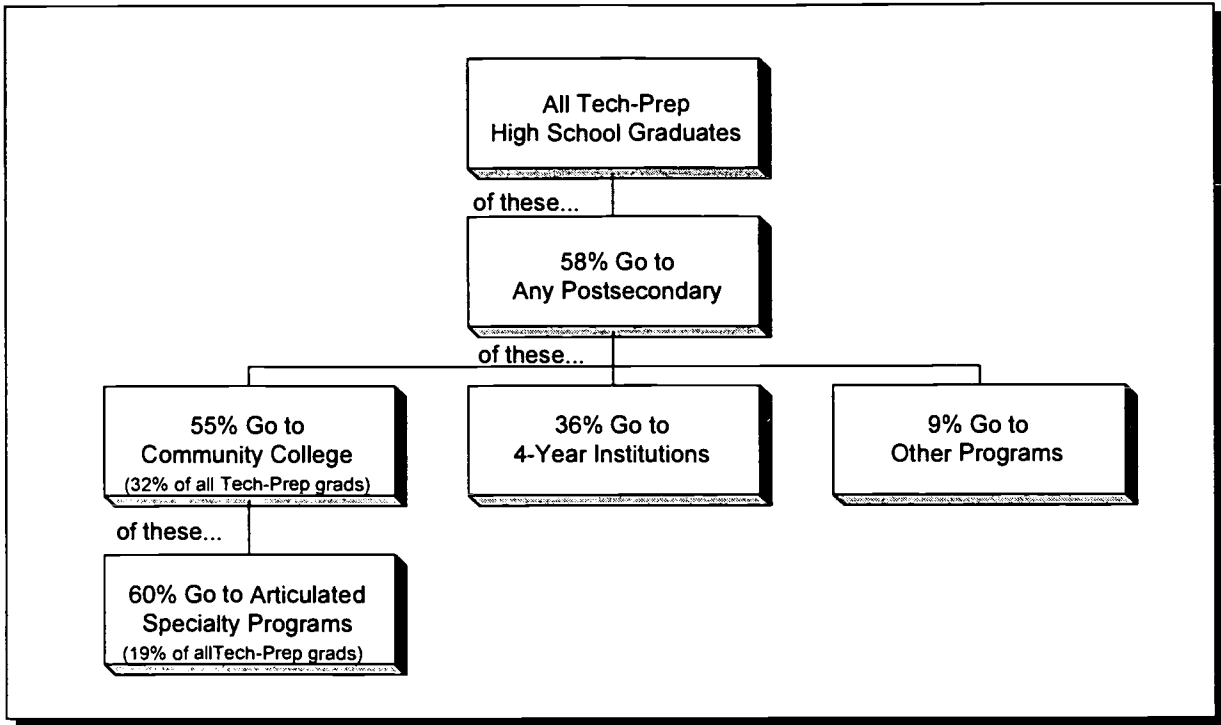 All Tech-Prep
High School Graduates
of these...
58% Go to
Any Postsecondary
of these...
55% Go to
Community College
(32% of all Tech-Prep grads)
36% Go to
4-Year Institutions
9% Go to
Other Programs
of these...
60% Go to Articulated
Specialty Programs
(19% of allTech-Prep grads)